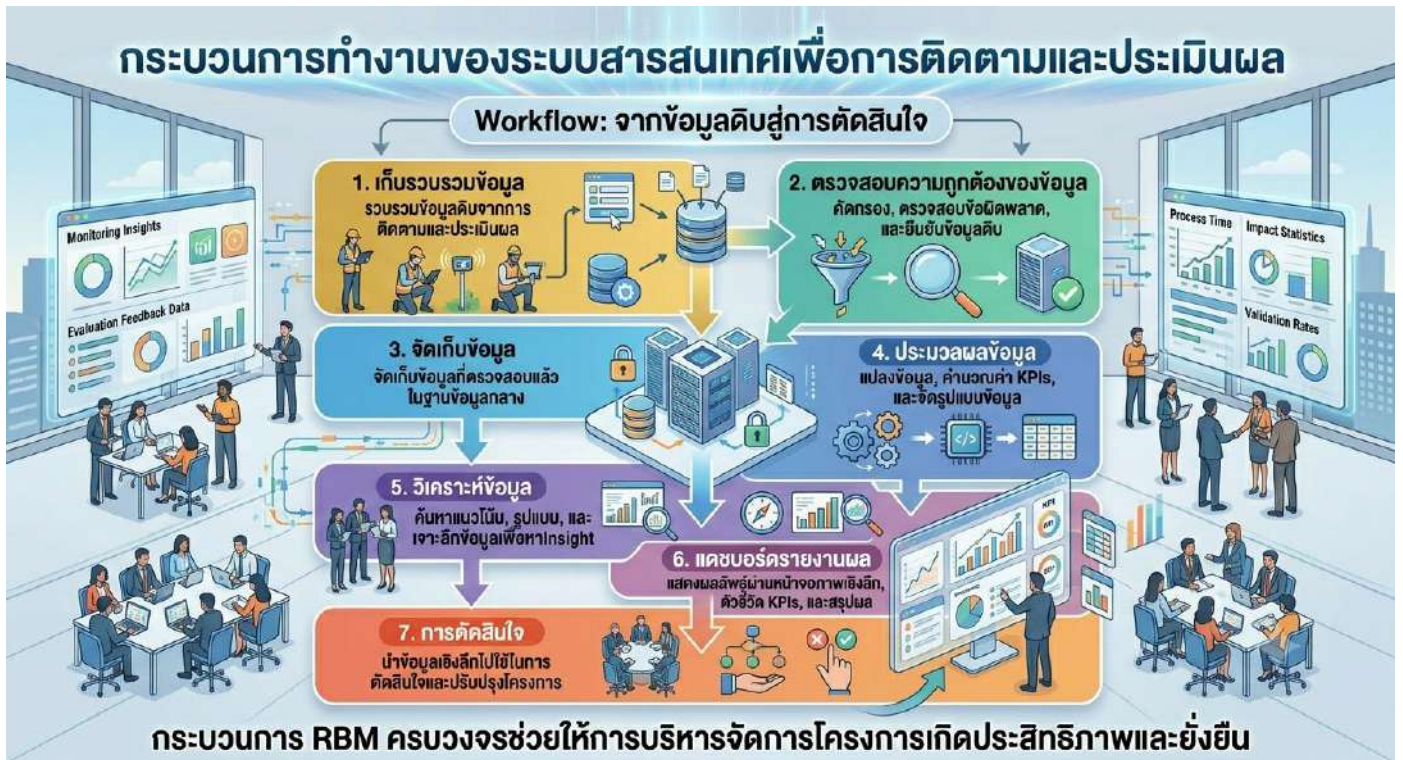 กระบวนการทำงานของระบบสารสนเทศเพื่อการติดตามและประเมินผล
Workflow: จากข้อมูลดิบสู่การตัดสินใจ
1. เก็บรวบรวมข้อมูล
รวบรวมข้อมูลดิบจากการ
ติดตามและประเมินผล
2. ตรวจสอบความถูกต้องของข้อมูล
คัดกรอง, ตรวจสอบข้อผิดพลาด,
และยืนยันข้อมูลดิบ
Monitoring Insights
Evaluation Feedback Data
Process Time
Impact Statistics
Validation Rates
3. จัดเก็บข้อมูล
จัดเก็บข้อมูลที่ตรวจสอบแล้ว
ในฐานข้อมูลกลาง
4. ประมวลผลข้อมูล
แปลงข้อมูล, คำนวณค่า KPIs,
และจัดรูปแบบข้อมูล
</>
5. วิเคราะห์ข้อมูล
ค้นหาแนวโน้ม, รูปแบบ, และ
เจาะลึกข้อมูลเพื่อหาInsight
6. แดชบอร์ดรายงานผล
แสดงผลลัพธ์ผ่านหน้าจอภาพเชิงลึก,
ตัวชี้วัด KPIs, และสรุปผล
KPI
7. การตัดสินใจ
นำข้อมูลเชิงลึกไปใช้ในการ
ตัดสินใจและปรับปรุงโครงการ
กระบวนการ RBM ครบวงจรช่วยให้การบริหารจัดการโครงการเกิดประสิทธิภาพและยั่งยืน